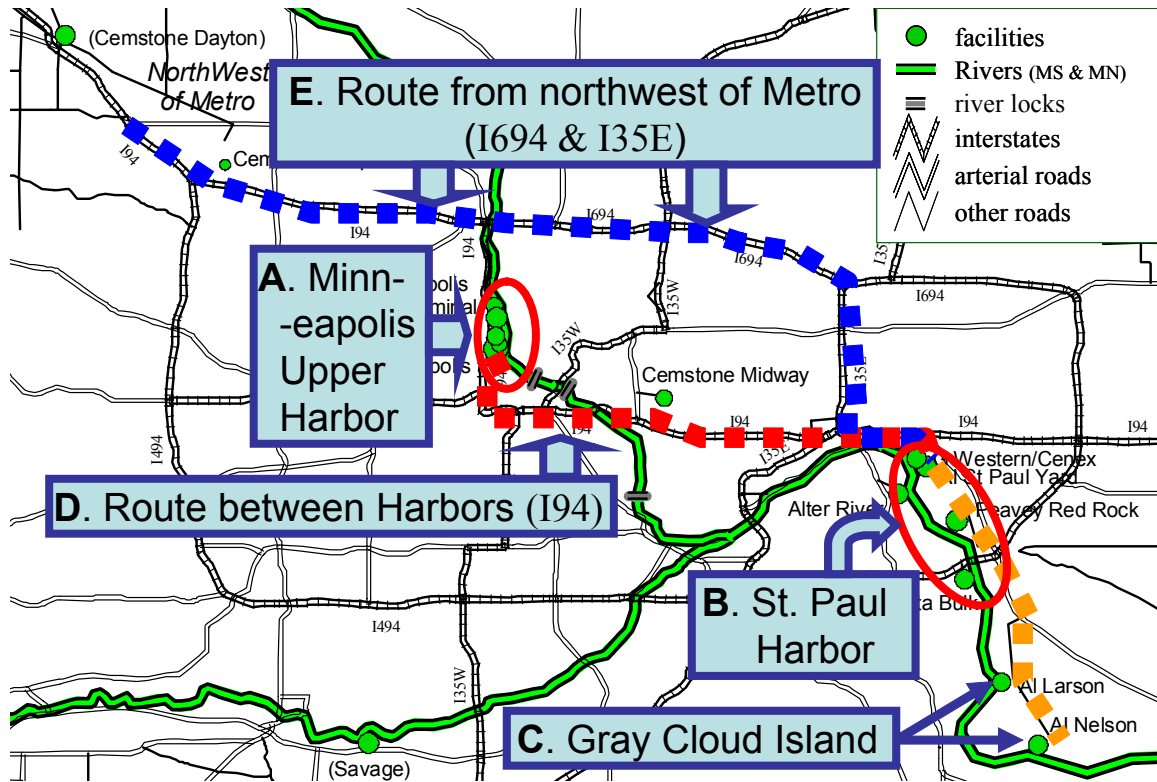 (Cemstone Dayton)
NorthWest
of Metro
facilities
Rivers (MS & MN)
river locks
interstates
arterial roads
other roads
E. Route from northwest of Metro
(I694 & I35E)
I94
I94
I94
I694
I694
I694
I94
A. Minn-
-eapolis
Upper
Harbor
I35W
I35W
Cemstone Midway
I94
I94
I94
I94
I35E
I494
D. Route between Harbors (I94)
Western/Cenex
St Paul Yard
Peavey Red Rock
Alter River
B. St. Paul
Harbor
Bulk
I494
I35W
Al Larson
Al Nelson
C. Gray Cloud Island
(Savage)